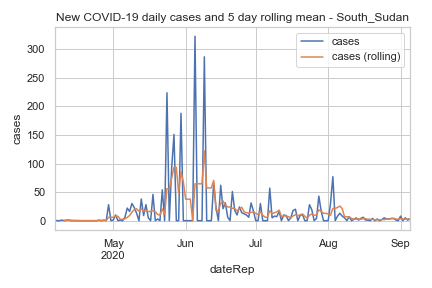 New COVID-19 daily cases and 5 day rolling mean - South_Sudan
cases
cases (rolling)
300
250
200
150
100
50
0
cases
May
2020
Jun
Jul
Aug
Sep
dateRep